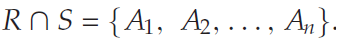 R ∩ S = { A₁, A₂, . . . , Aₙ}.